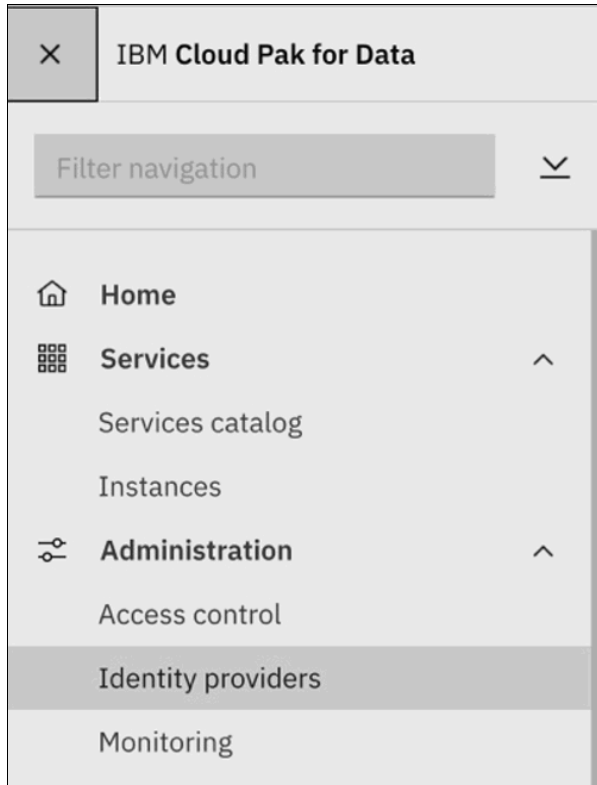 IBM Cloud Pak for Data
Filter navigation
Home
Services
Services catalog
Instances
Administration
Access control
Identity providers
Monitoring